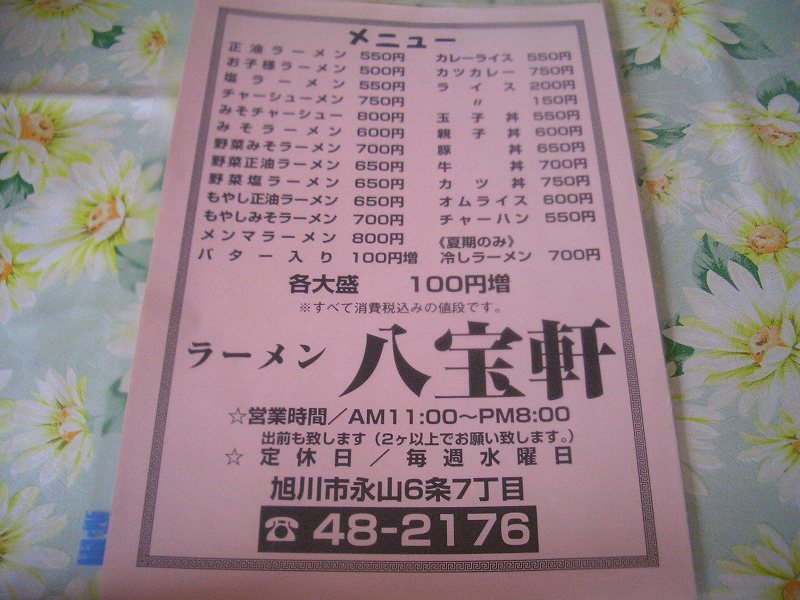 メニュー
正油ラーメン 550円
お子様ラーメン 500円
塩ラーメン 550円
チャーシューメン 750円
みそチャーシュー 800円
みそラーメン 600円
野菜みそラーメン 700円
野菜正油ラーメン 650円
野菜塩ラーメン 650円
もやし正油ラーメン 650円
もやしみそラーメン 700円
メンマラーメン 800円
バター入り 100円増
カレーライス 550円
カツカレー 750円
ライス 200円
〃 150円
玉子丼 550円
親子丼 600円
豚丼 650円
牛丼 700円
カツ丼 750円
オムライス 600円
チャーハン 550円
《夏期のみ》
冷しラーメン 700円
各大盛 100円増
※すべて消費税込みの値段です。
ラーメン 八宝軒
☆営業時間／AM11:00〜PM8:00
出前も致します（2ヶ以上でお願い致します。）
☆定休日／毎週水曜日
旭川市永山6条7丁目
☎48-2176